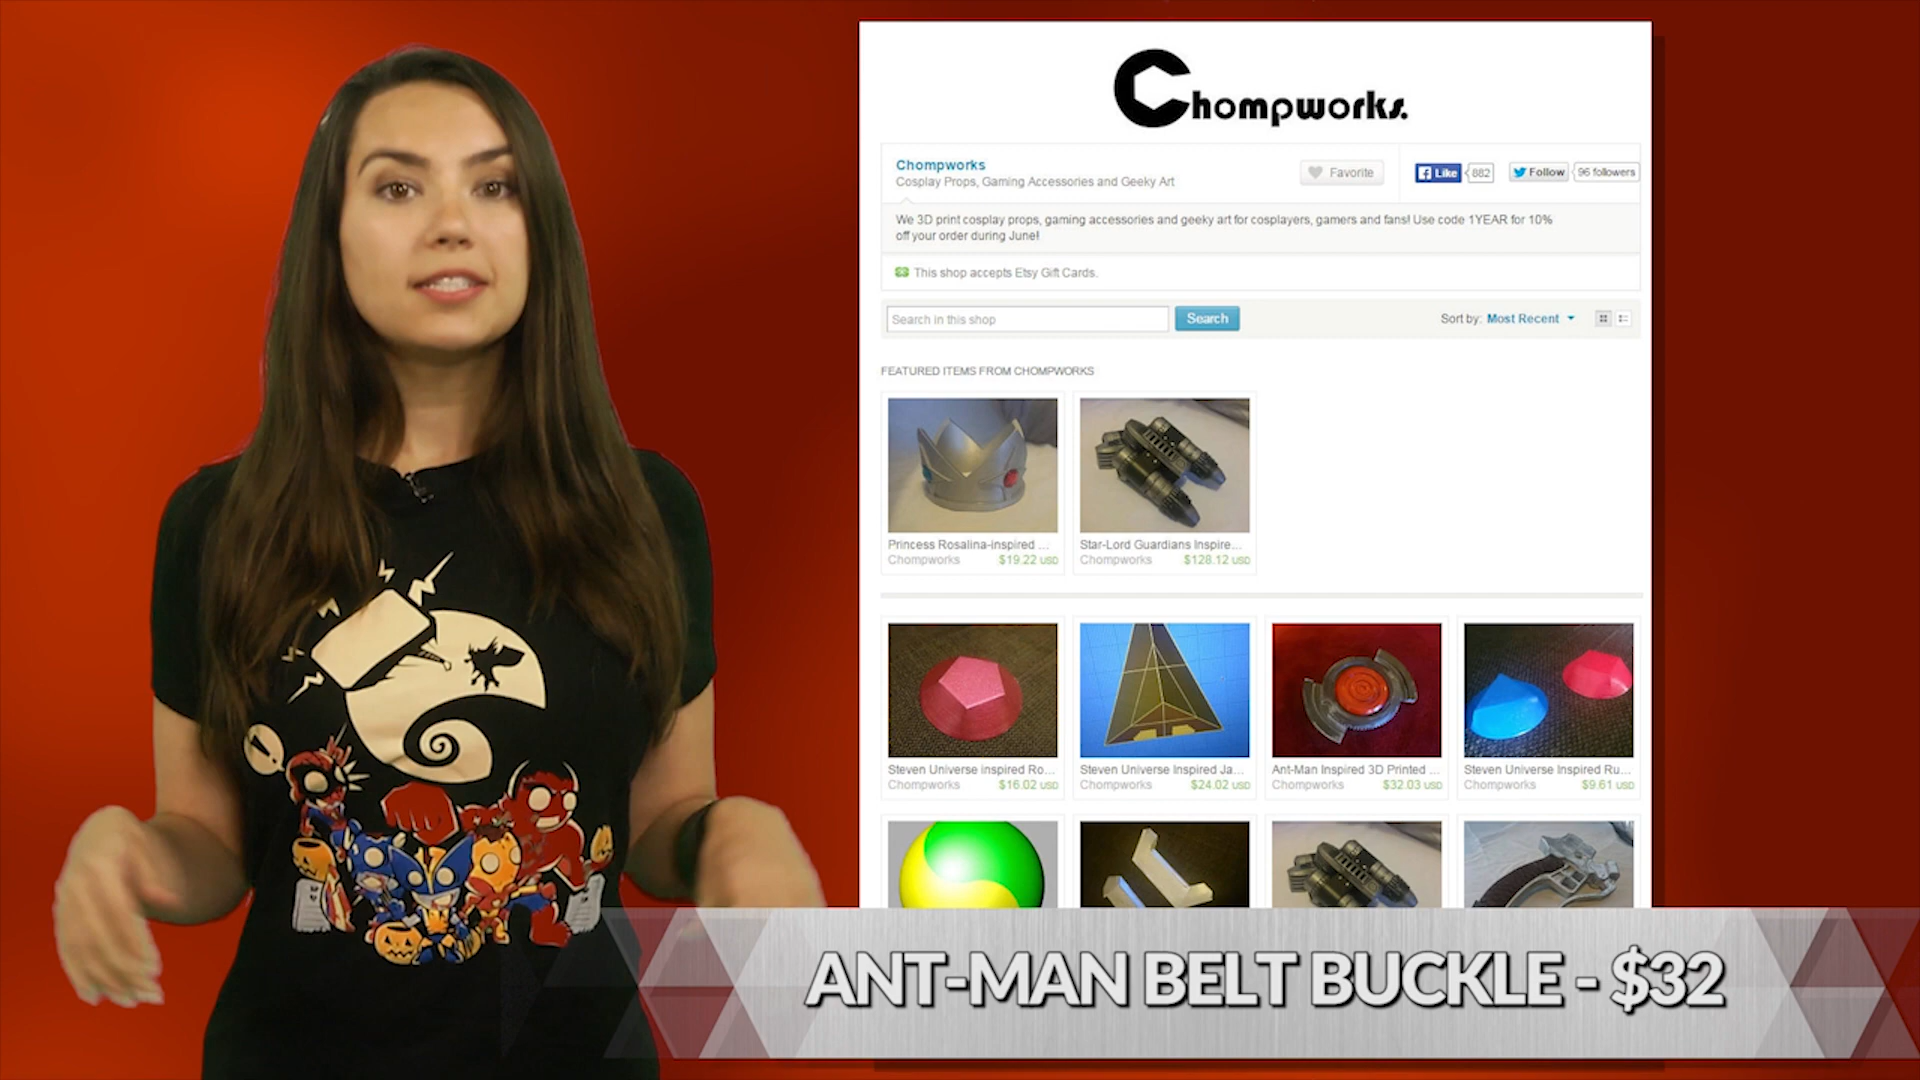 Chompworks.
Chompworks
Cosplay Props, Gaming Accessories and Geeky Art
Favorite
Like 882
Follow 96 followers
We 3D print cosplay props, gaming accessories and geeky art for cosplayers, gamers and fans! Use code 1YEAR for 10%
off your order during June!
This shop accepts Etsy Gift Cards.
Search in this shop
Search
Sort by: Most Recent
FEATURED ITEMS FROM CHOMPWORKS
Princess Rosalina-inspired ...
Chompworks $19.22 USD
Star-Lord Guardians Inspire...
Chompworks $128.12 USD
Steven Universe inspired Ro...
Chompworks $16.02 USD
Steven Universe Inspired Ja...
Chompworks $24.02 USD
Ant-Man Inspired 3D Printed ...
Chompworks $32.03 USD
Steven Universe Inspired Ru...
Chompworks $9.61 USD
!
ANT-MAN BELT BUCKLE - $32